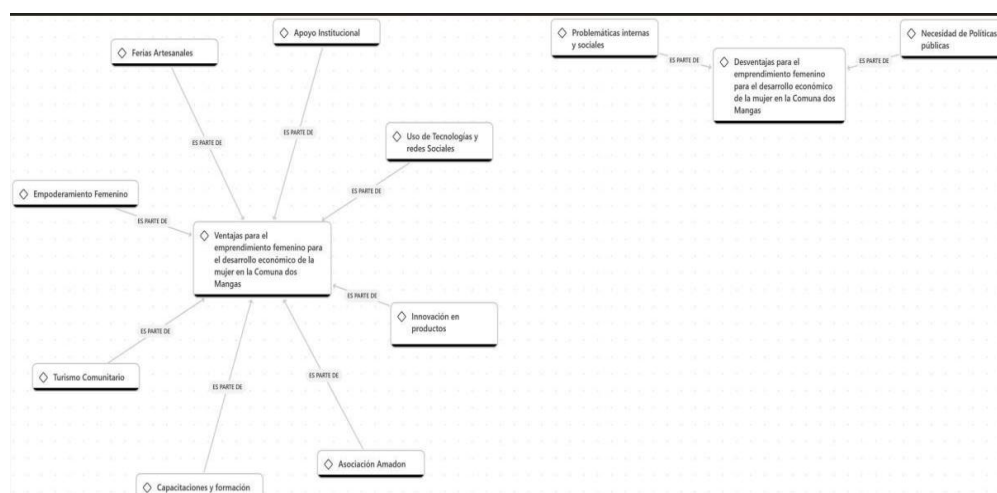 Apoyo Institucional
Ferias Artesanales
Problemáticas internas
y sociales
Necesidad de Políticas
públicas
ES PARTE DE
ES PARTE DE
Desventajas para el
emprendimiento femenino
para el desarrollo económico
de la mujer en la Comuna dos
Mangas
ES PARTE DE
ES PARTE DE
Uso de Tecnologías y
redes Sociales
ES PARTE DE
Empoderamiento Femenino
ES PARTE DE
Ventajas para el
emprendimiento femenino para
el desarrollo económico de la
mujer en la Comuna dos
Mangas
ES PARTE DE
Innovación en
productos
ES PARTE DE
Turismo Comunitario
ES PARTE DE
ES PARTE DE
Asociación Amadon
Capacitaciones y formación